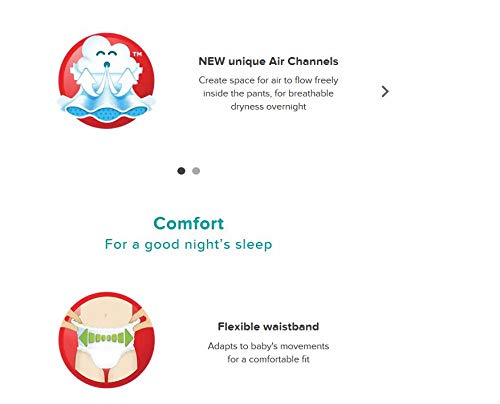 TM
NEW unique Air Channels
Create space for air to flow freely
inside the pants, for breathable
dryness overnight
Comfort
For a good night's sleep
Flexible waistband
Adapts to baby's movements
for a comfortable fit